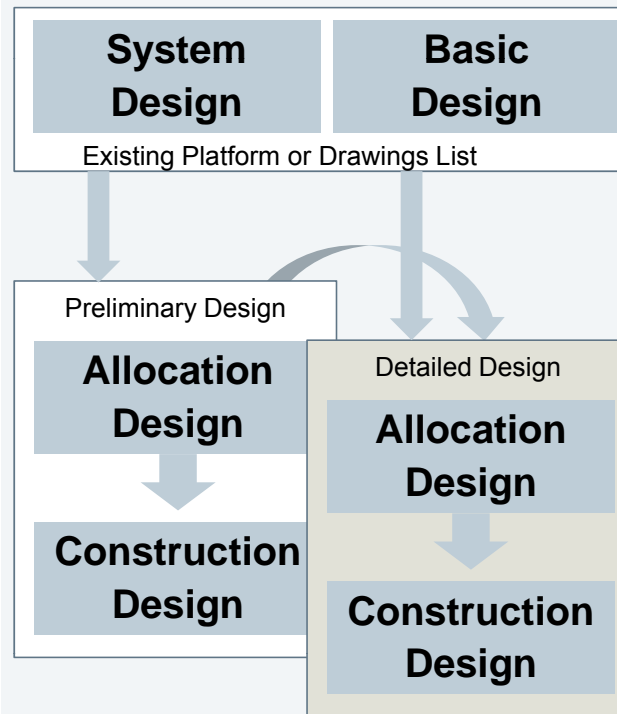 System
Design
Basic
Design
Existing Platform or Drawings List
Preliminary Design
Allocation
Design
Construction
Design
Detailed Design
Allocation
Design
Construction
Design